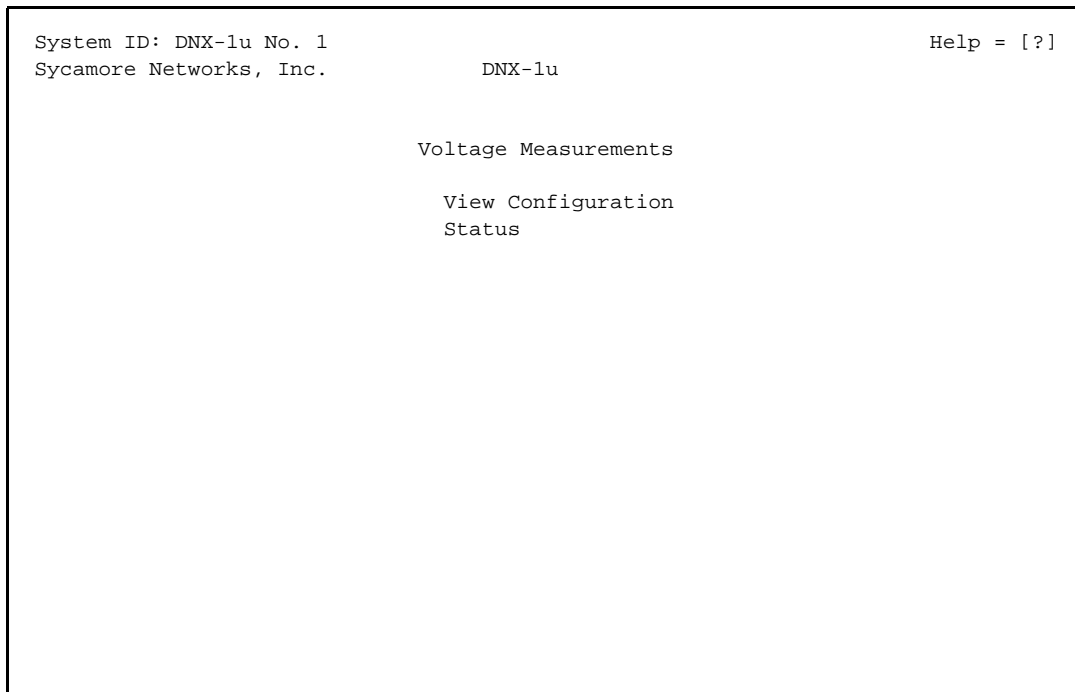 System ID: DNX-1u No. 1 Help = [?]
Sycamore Networks, Inc. DNX-1u
Voltage Measurements
View Configuration
Status